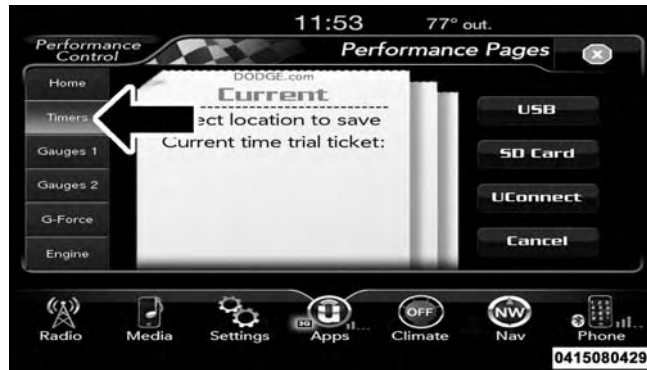 11:53 77° out.
Performance
Control
Performance Pages
Home
Timers
Gauges 1
Gauges 2
G-Force
Engine
DODGE.com
Current
ect location to save
Current time trial ticket:
USB
SD Card
UConnect
Cancel
3G
OFF
NW
Radio Media Settings Apps Climate Nav Phone
0415080429